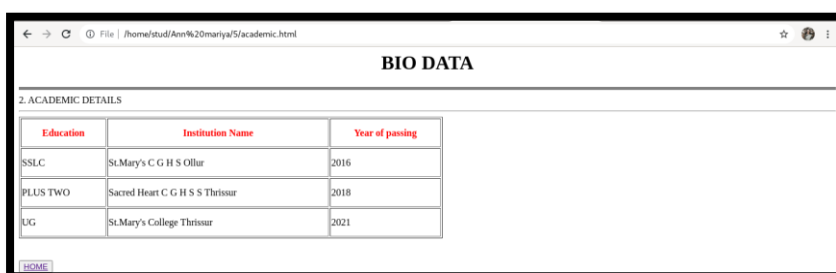 File | /home/stud/Ann%20mariya/5/academic.html
BIO DATA
2. ACADEMIC DETAILS
Education Institution Name Year of passing
SSLC St.Mary's C G H S Ollur 2016
PLUS TWO Sacred Heart C G H S S Thrissur 2018
UG St.Mary's College Thrissur 2021
HOME